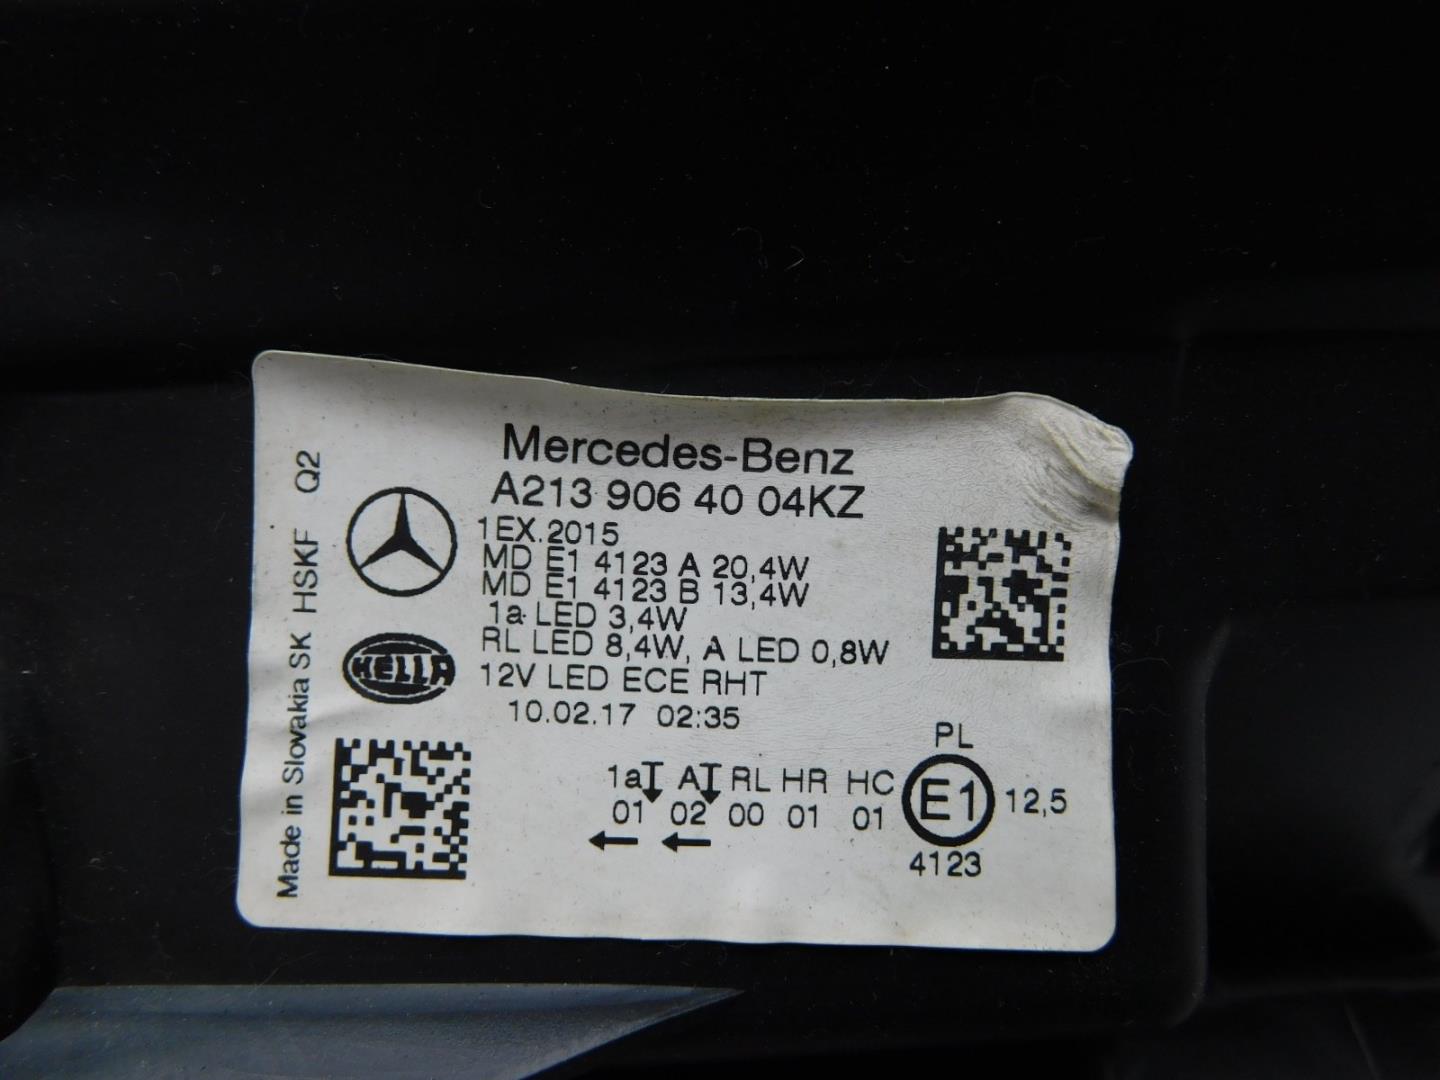 Mercedes-Benz
A213 906 40 04KZ
1EX.2015
MD E1 4123 A 20,4W
MD E1 4123 B 13,4W
1a LED 3,4W
RL LED 8,4W, A LED 0,8W
12V LED ECE RHT
10.02.17 02:35
HELLA
Made in Slovakia SK HSKF Q2
PL
1a A RL HR HC E1 12,5
01 02 00 01 01
4123